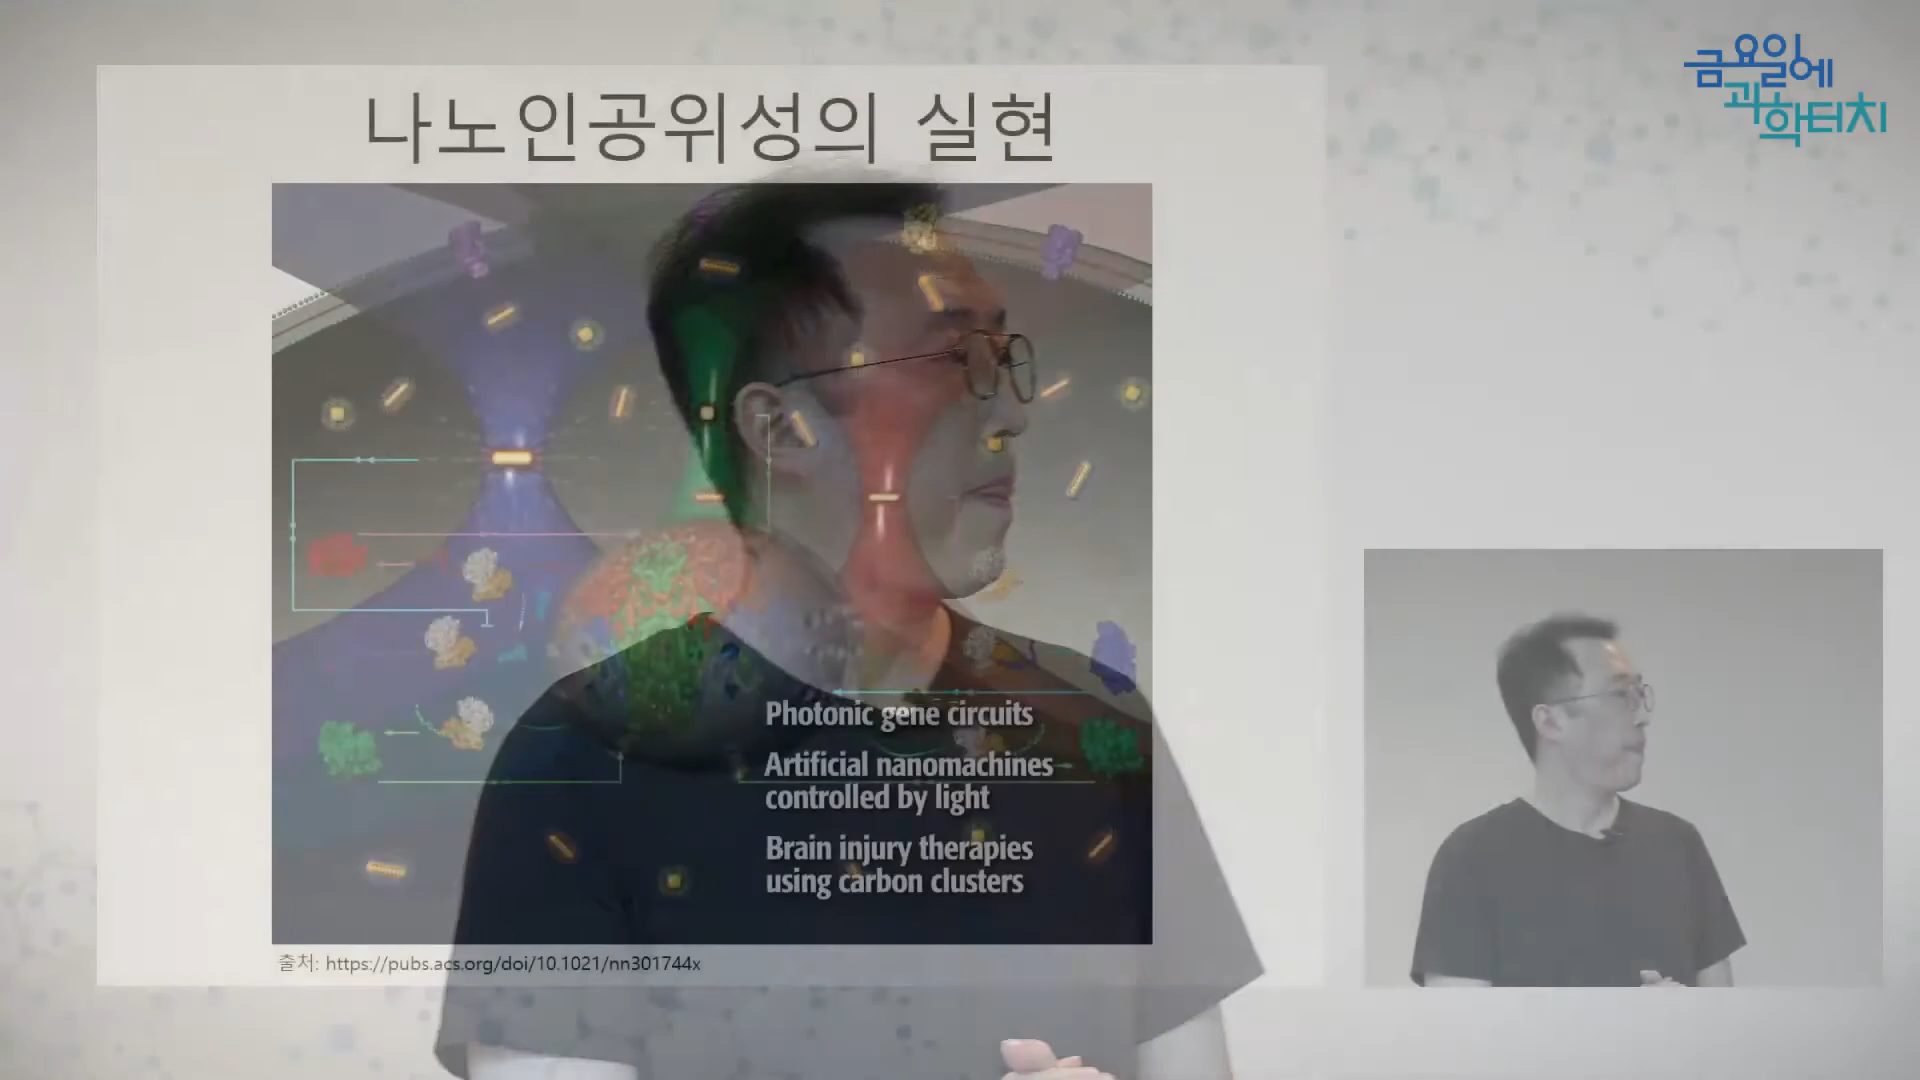 금요일에
과학터치
나노인공위성의 실현
Photonic gene circuits
Artificial nanomachines
controlled by light
Brain injury therapies
using carbon clusters
출처: https://pubs.acs.org/doi/10.1021/nn301744x